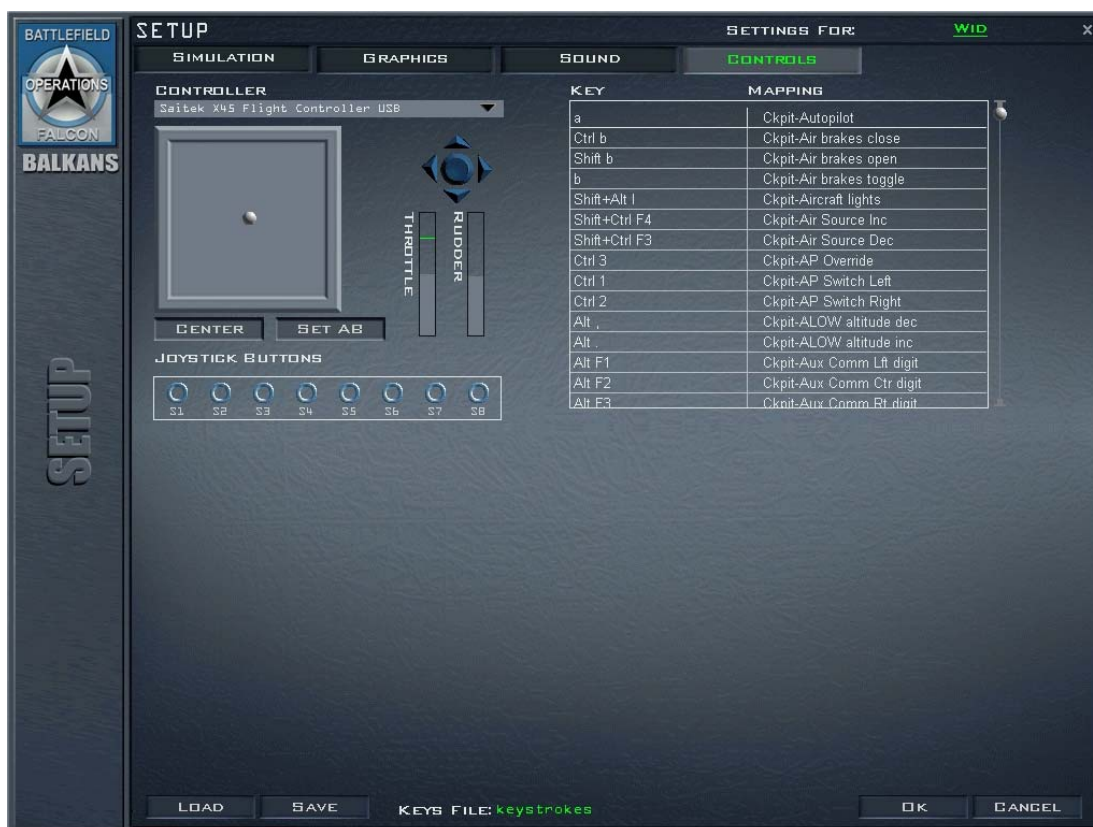 BATTLEFIELD
OPERATIONS
FALCON
BALKANS
SETUP
SETUP
SETTINGS FOR:
WID
X
SIMULATION
GRAPHICS
SOUND
CONTROLS
CONTROLLER
Saitek X45 Flight Controller USB
THROTTLE
RUDDER
CENTER
SET AB
JOYSTICK BUTTONS
S1 S2 S3 S4 S5 S6 S7 S8
KEY MAPPING
a Ckpit-Autopilot
Ctrl b Ckpit-Air brakes close
Shift b Ckpit-Air brakes open
b Ckpit-Air brakes toggle
Shift+Alt l Ckpit-Aircraft lights
Shift+Ctrl F4 Ckpit-Air Source Inc
Shift+Ctrl F3 Ckpit-Air Source Dec
Ctrl 3 Ckpit-AP Override
Ctrl 1 Ckpit-AP Switch Left
Ctrl 2 Ckpit-AP Switch Right
Alt , Ckpit-ALOW altitude dec
Alt . Ckpit-ALOW altitude inc
Alt F1 Ckpit-Aux Comm Lft digit
Alt F2 Ckpit-Aux Comm Ctr digit
Alt F3 Ckpit-Aux Comm Rt digit
LOAD
SAVE
KEYS FILE: keystrokes
OK
CANCEL